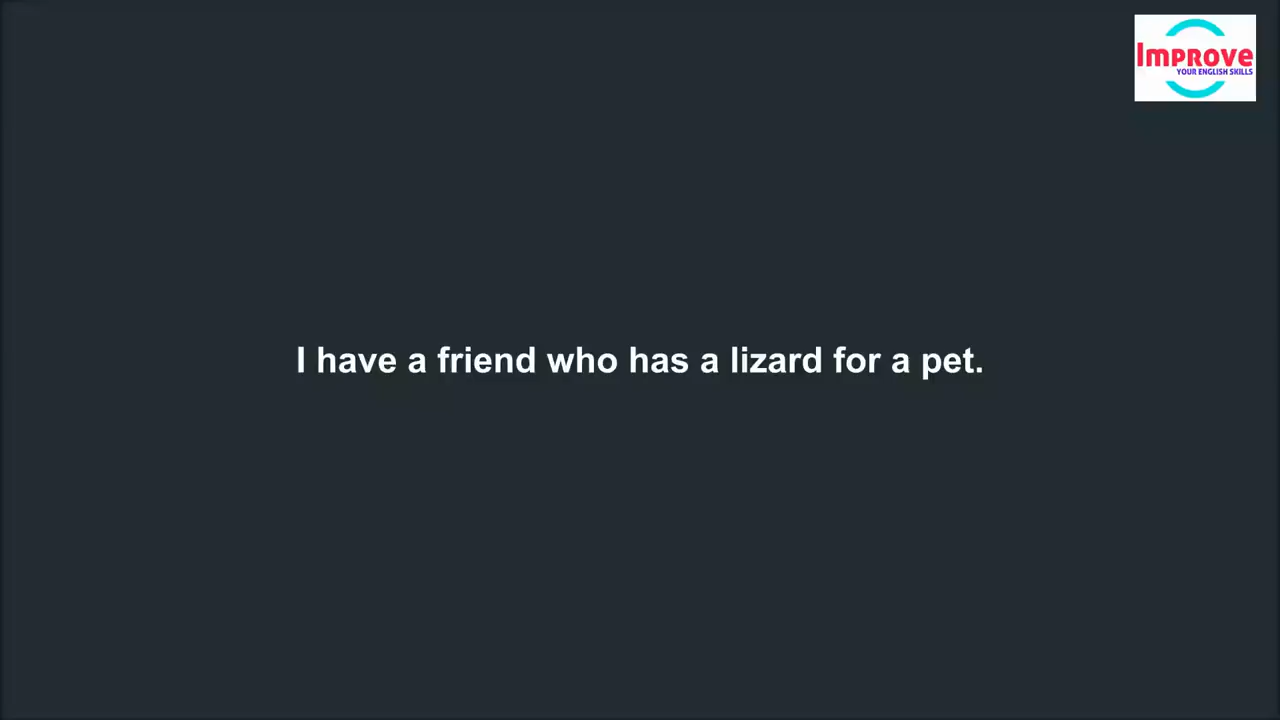 Improve
YOUR ENGLISH SKILLS
I have a friend who has a lizard for a pet.